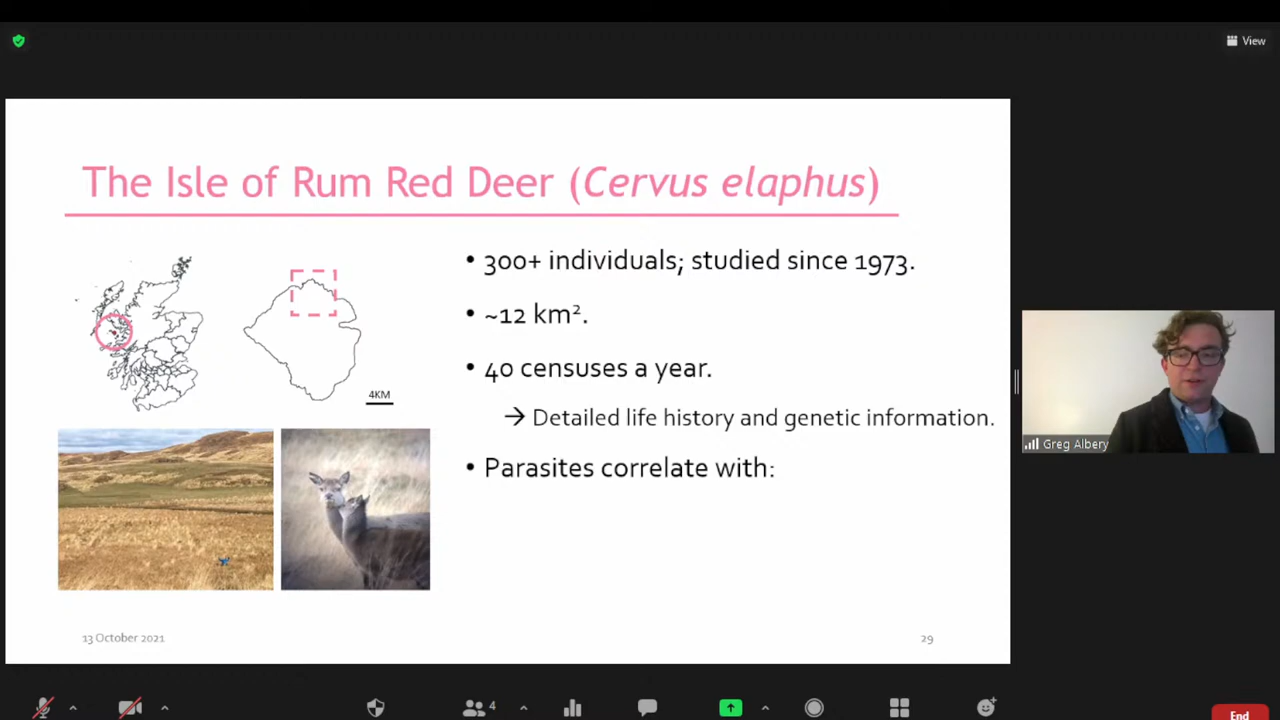 View
The Isle of Rum Red Deer (Cervus elaphus)
• 300+ individuals; studied since 1973.
• ~12 km².
• 40 censuses a year.
→ Detailed life history and genetic information.
• Parasites correlate with:
4KM
Greg Albery
13 October 2021
29
4
End